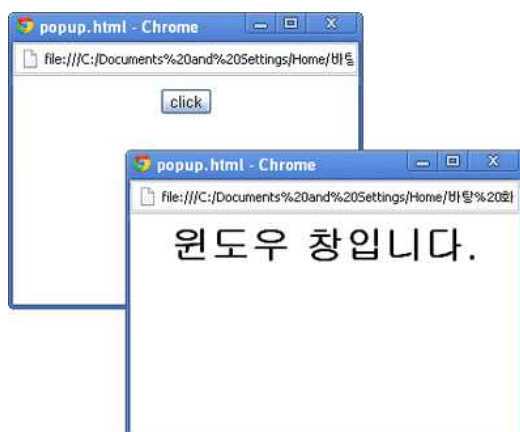 popup.html - Chrome
file:///C:/Documents%20and%20Settings/Home/바탕
click
popup.html - Chrome
file:///C:/Documents%20and%20Settings/Home/바탕%20화
윈도우 창입니다.